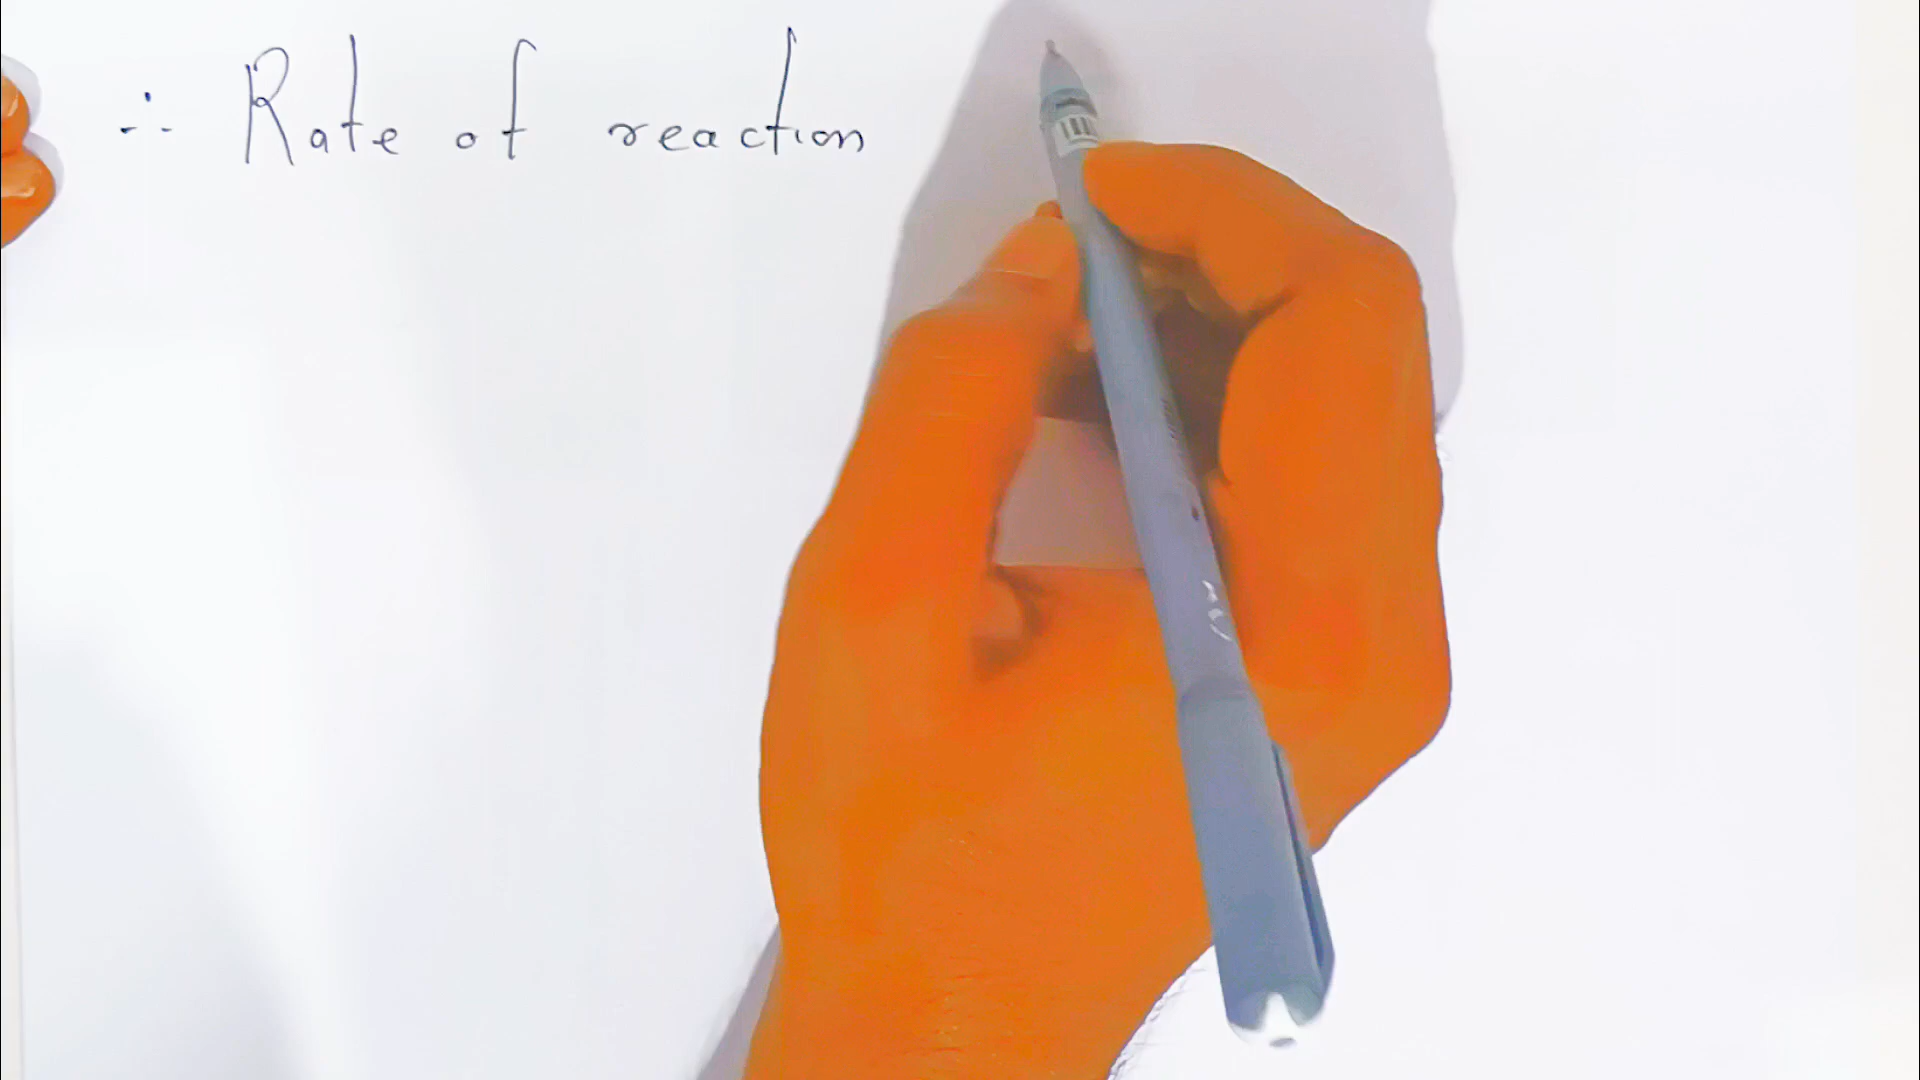 ∴ Rate of reaction